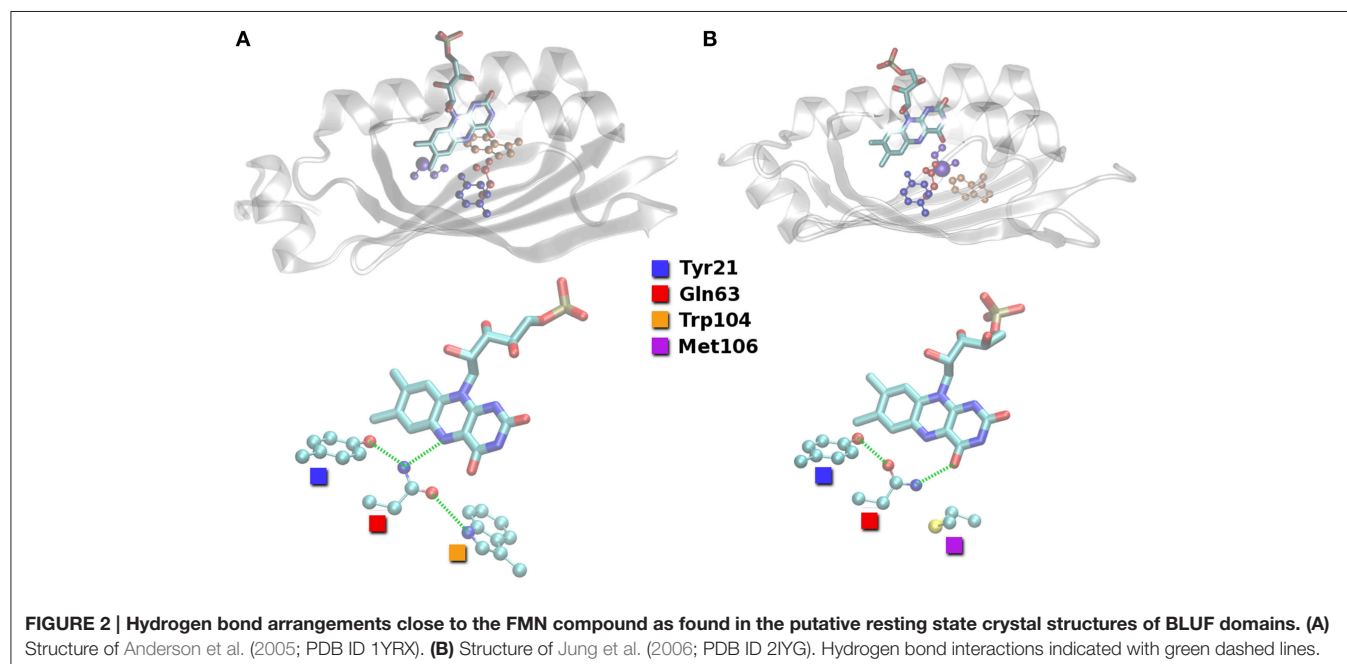 A
B
Tyr21
Gln63
Trp104
Met106
FIGURE 2 | Hydrogen bond arrangements close to the FMN compound as found in the putative resting state crystal structures of BLUF domains. (A)
Structure of Anderson et al. (2005; PDB ID 1YRX). (B) Structure of Jung et al. (2006; PDB ID 2IYG). Hydrogen bond interactions indicated with green dashed lines.